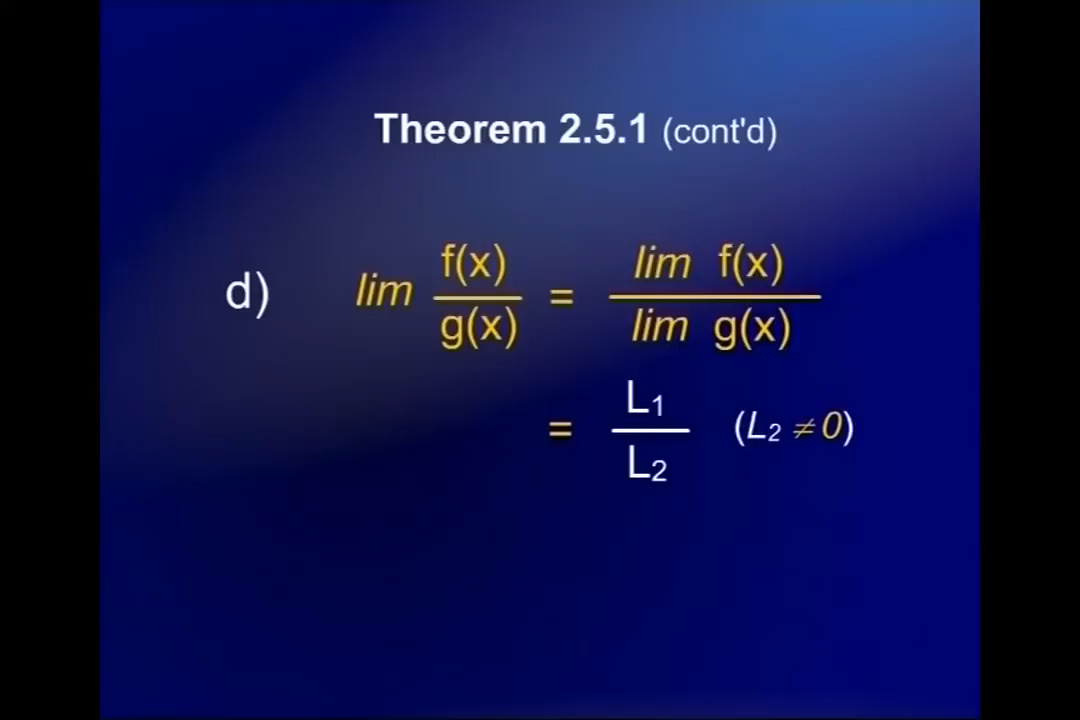 Theorem 2.5.1 (cont'd)
d) lim f(x) / g(x) = lim f(x) / lim g(x)
= L₁ / L₂ (L₂ ≠ 0)